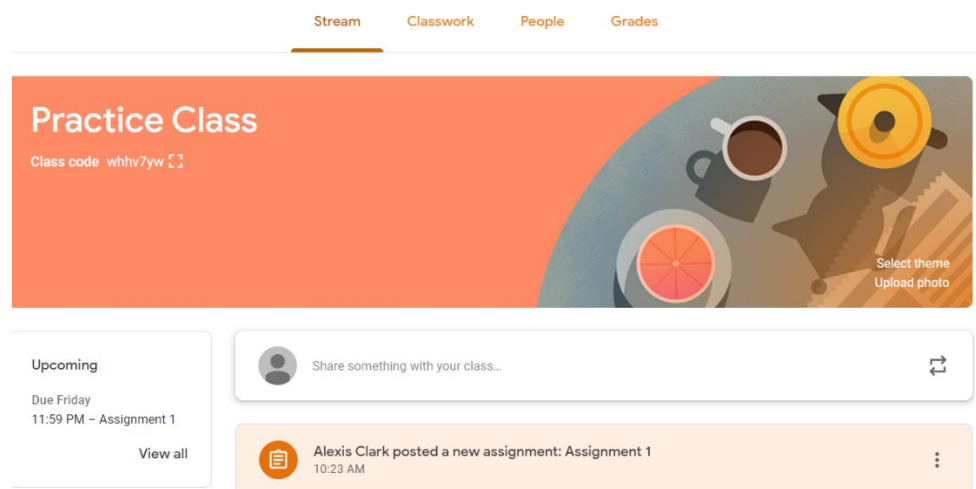 Stream Classwork People Grades
Practice Class
Class code whhv7yw
Select theme
Upload photo
Upcoming
Due Friday
11:59 PM – Assignment 1
View all
Share something with your class...
Alexis Clark posted a new assignment: Assignment 1
10:23 AM